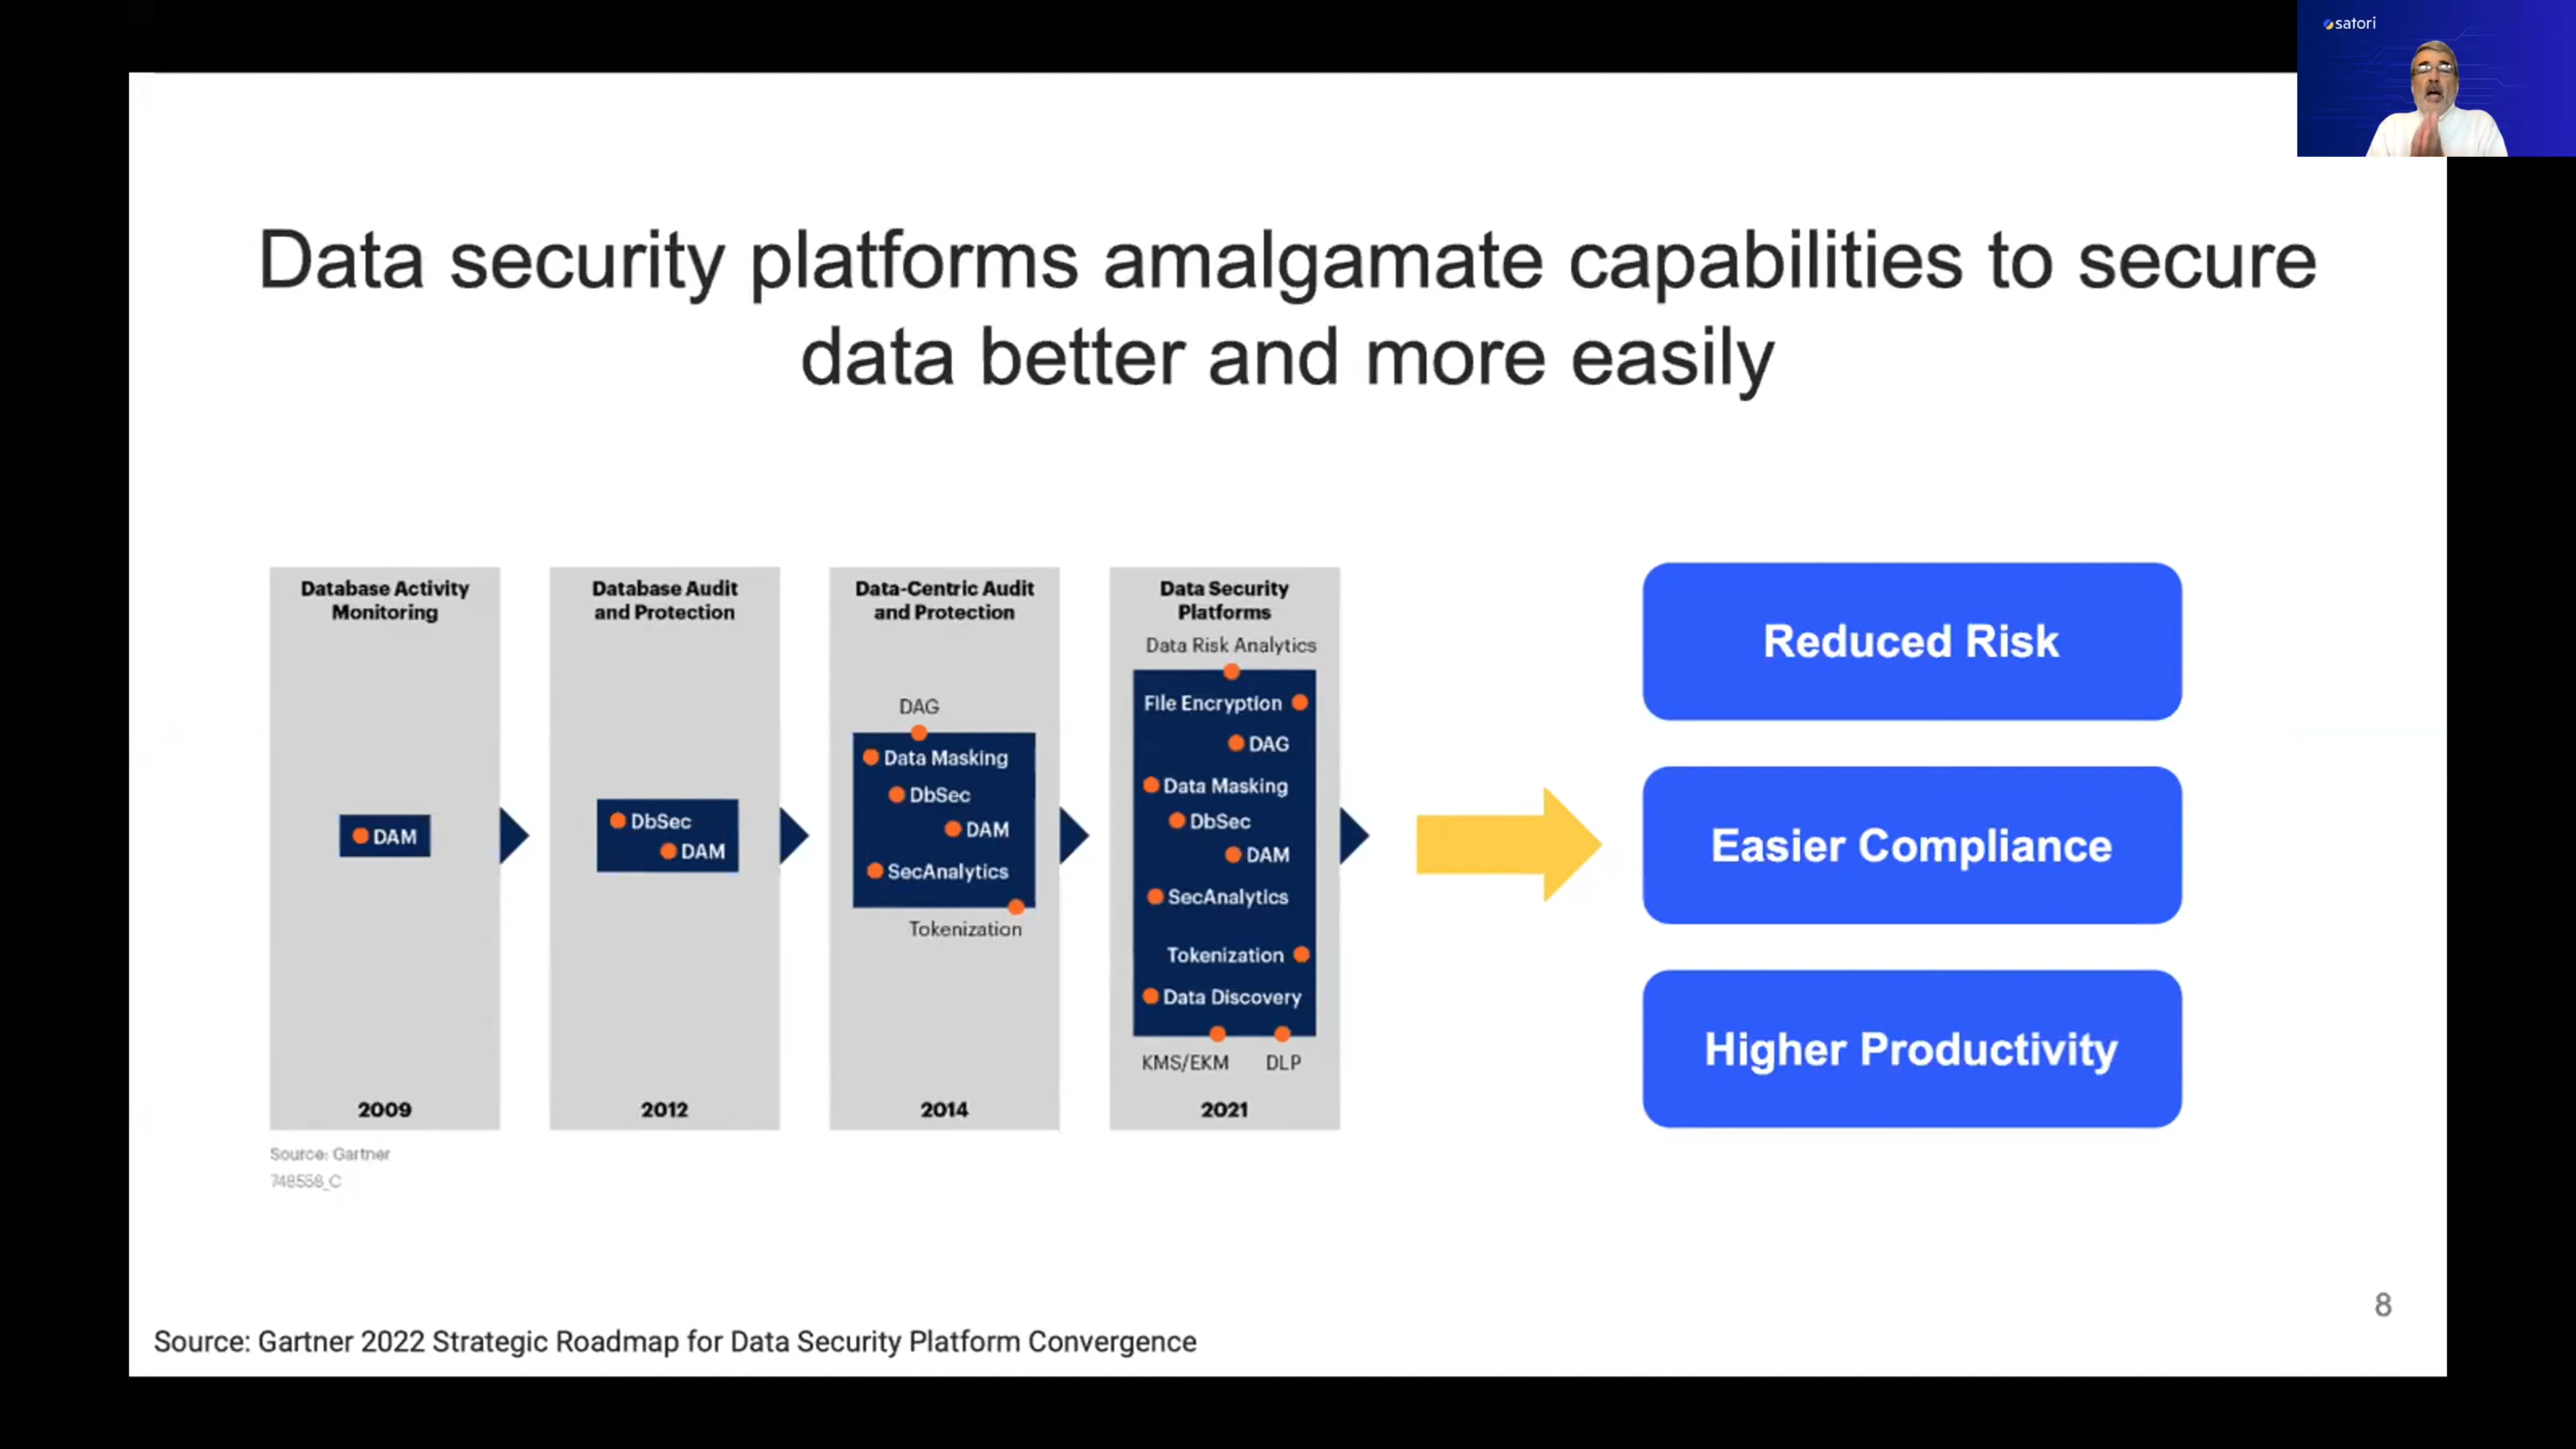 satori
Data security platforms amalgamate capabilities to secure
data better and more easily
Database Activity
Monitoring
DAM
2009
Database Audit
and Protection
DbSec
DAM
2012
Data-Centric Audit
and Protection
DAG
Data Masking
DbSec
DAM
SecAnalytics
Tokenization
2014
Data Security
Platforms
Data Risk Analytics
File Encryption
DAG
Data Masking
DbSec
DAM
SecAnalytics
Tokenization
Data Discovery
KMS/EKM DLP
2021
Reduced Risk
Easier Compliance
Higher Productivity
Source: Gartner
748558_C
8
Source: Gartner 2022 Strategic Roadmap for Data Security Platform Convergence